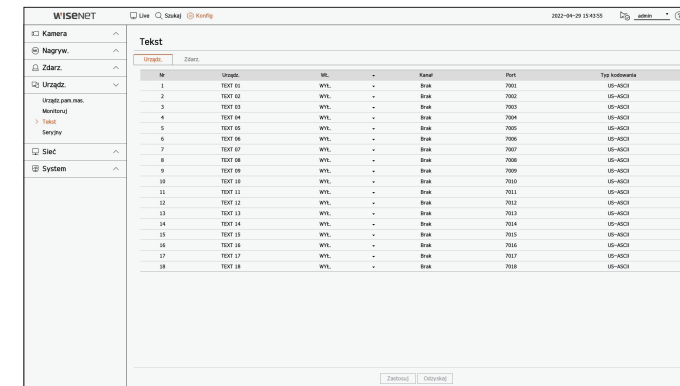 WISENET Live Szukaj Konfig 2022-04-29 15:43:55 admin ?
Kamera
Nagryw.
Zdarz.
Urządz.
Urządz.pam.mas.
Monitoruj
Tekst
Seryjny
Sieć
System
Tekst
Urządz. Zdarz.
Nr Urządz. Wł. Kanał Port Typ kodowania
1 TEXT 01 WYŁ. Brak 7001 US-ASCII
2 TEXT 02 WYŁ. Brak 7002 US-ASCII
3 TEXT 03 WYŁ. Brak 7003 US-ASCII
4 TEXT 04 WYŁ. Brak 7004 US-ASCII
5 TEXT 05 WYŁ. Brak 7005 US-ASCII
6 TEXT 06 WYŁ. Brak 7006 US-ASCII
7 TEXT 07 WYŁ. Brak 7007 US-ASCII
8 TEXT 08 WYŁ. Brak 7008 US-ASCII
9 TEXT 09 WYŁ. Brak 7009 US-ASCII
10 TEXT 10 WYŁ. Brak 7010 US-ASCII
11 TEXT 11 WYŁ. Brak 7011 US-ASCII
12 TEXT 12 WYŁ. Brak 7012 US-ASCII
13 TEXT 13 WYŁ. Brak 7013 US-ASCII
14 TEXT 14 WYŁ. Brak 7014 US-ASCII
15 TEXT 15 WYŁ. Brak 7015 US-ASCII
16 TEXT 16 WYŁ. Brak 7016 US-ASCII
17 TEXT 17 WYŁ. Brak 7017 US-ASCII
18 TEXT 18 WYŁ. Brak 7018 US-ASCII
Zastosuj Odzyskaj